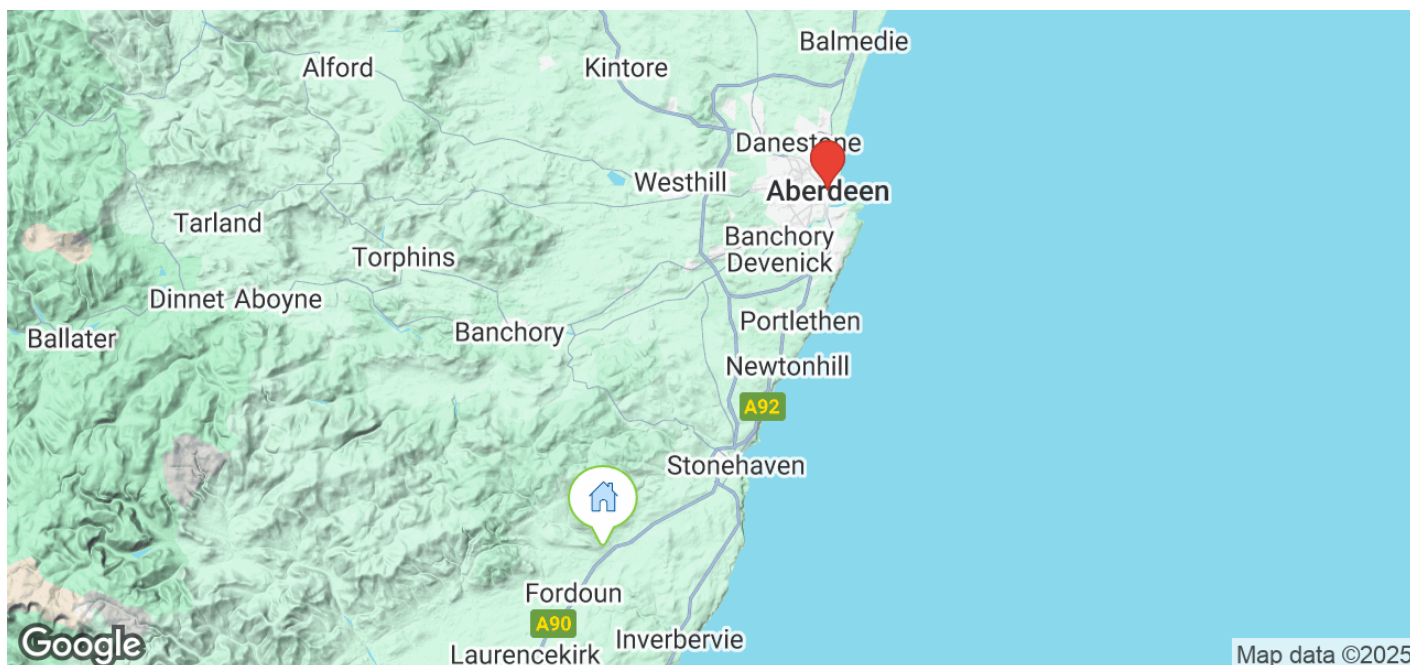 Balmedie
Alford
Kintore
Danestone
Westhill
Aberdeen
Tarland
Banchory
Devenick
Torphins
Dinnet
Aboyne
Portlethen
Ballater
Banchory
Newtonhill
A92
Stonehaven
Fordoun
A90
Inverbervie
Laurencekirk
Google
Map data ©2025